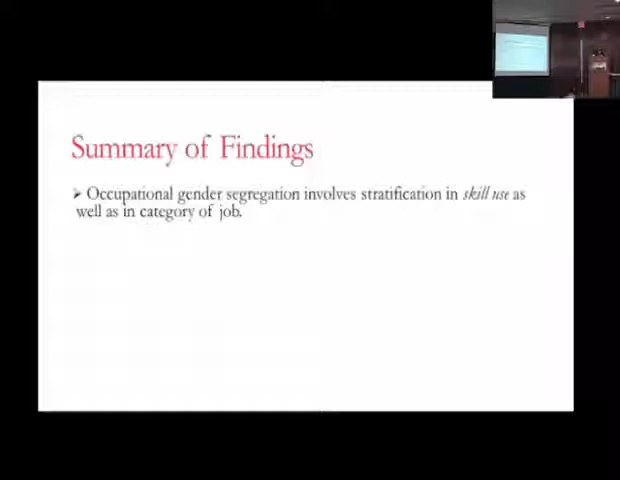 Summary of Findings
➢ Occupational gender segregation involves stratification in skill use as
well as in category of job.